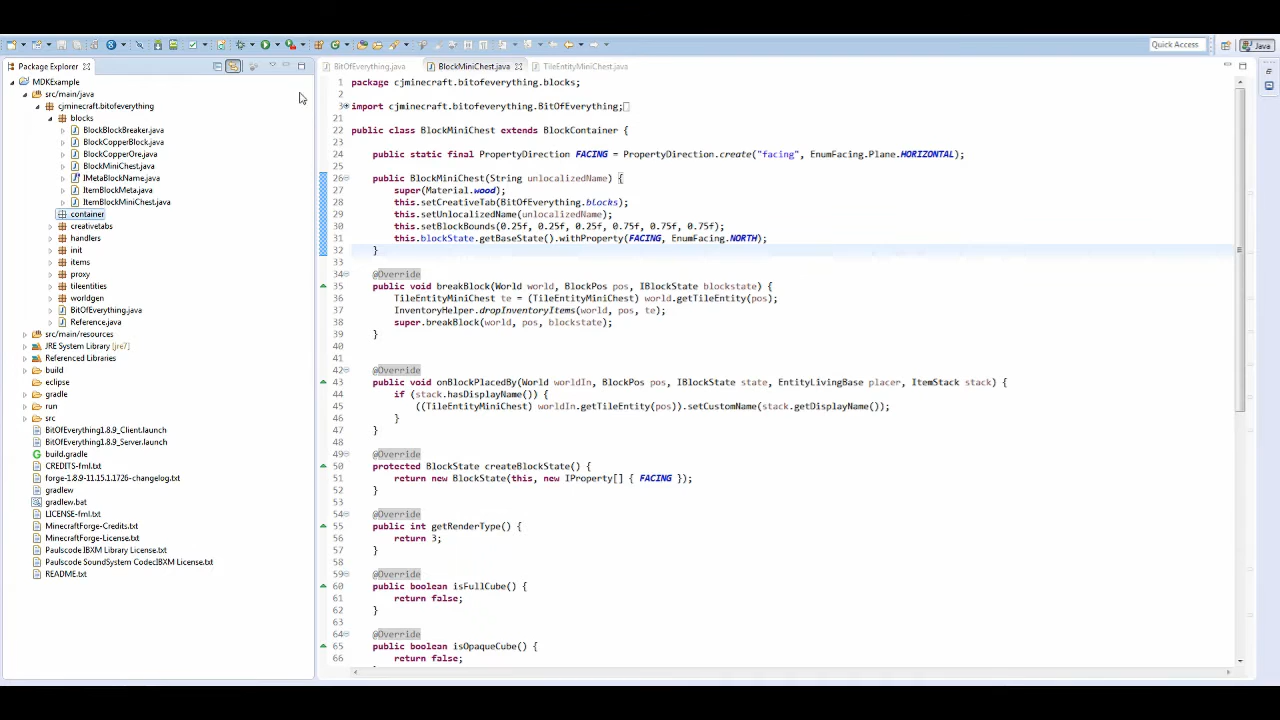 Quick Access
Java
Package Explorer
BitOfEverything.java
BlockMiniChest.java
TileEntityMiniChest.java
MDKExample
src/main/java
cjminecraft.bitofeverything
blocks
BlockBlockBreaker.java
BlockCopperBlock.java
BlockCopperOre.java
BlockMiniChest.java
IMetaBlockName.java
ItemBlockMeta.java
ItemBlockMiniChest.java
container
creativetabs
handlers
init
items
proxy
tileentities
worldgen
BitOfEverything.java
Reference.java
src/main/resources
JRE System Library [jre7]
Referenced Libraries
build
eclipse
gradle
run
src
BitOfEverything1.8.9_Client.launch
BitOfEverything1.8.9_Server.launch
build.gradle
CREDITS-fml.txt
forge-1.8.9-11.15.1.1726-changelog.txt
gradlew
gradlew.bat
LICENSE-fml.txt
MinecraftForge-Credits.txt
MinecraftForge-License.txt
Paulscode IBXM Library License.txt
Paulscode SoundSystem CodecIBXM License.txt
README.txt
1 package cjminecraft.bitofeverything.blocks;
2
3 import cjminecraft.bitofeverything.BitOfEverything;
21
22 public class BlockMiniChest extends BlockContainer {
23
24 public static final PropertyDirection FACING = PropertyDirection.create("facing", EnumFacing.Plane.HORIZONTAL);
25
26 public BlockMiniChest(String unlocalizedName) {
27 super(Material.wood);
28 this.setCreativeTab(BitOfEverything.blocks);
29 this.setUnlocalizedName(unlocalizedName);
30 this.setBlockBounds(0.25f, 0.25f, 0.25f, 0.75f, 0.75f, 0.75f);
31 this.blockState.getBaseState().withProperty(FACING, EnumFacing.NORTH);
32 }
33
34 @Override
35 public void breakBlock(World world, BlockPos pos, IBlockState blockstate) {
36 TileEntityMiniChest te = (TileEntityMiniChest) world.getTileEntity(pos);
37 InventoryHelper.dropInventoryItems(world, pos, te);
38 super.breakBlock(world, pos, blockstate);
39 }
40
41
42 @Override
43 public void onBlockPlacedBy(World worldIn, BlockPos pos, IBlockState state, EntityLivingBase placer, ItemStack stack) {
44 if (stack.hasDisplayName()) {
45 ((TileEntityMiniChest) worldIn.getTileEntity(pos)).setCustomName(stack.getDisplayName());
46 }
47 }
48
49 @Override
50 protected BlockState createBlockState() {
51 return new BlockState(this, new IProperty[] { FACING });
52 }
53
54 @Override
55 public int getRenderType() {
56 return 3;
57 }
58
59 @Override
60 public boolean isFullCube() {
61 return false;
62 }
63
64 @Override
65 public boolean isOpaqueCube() {
66 return false;